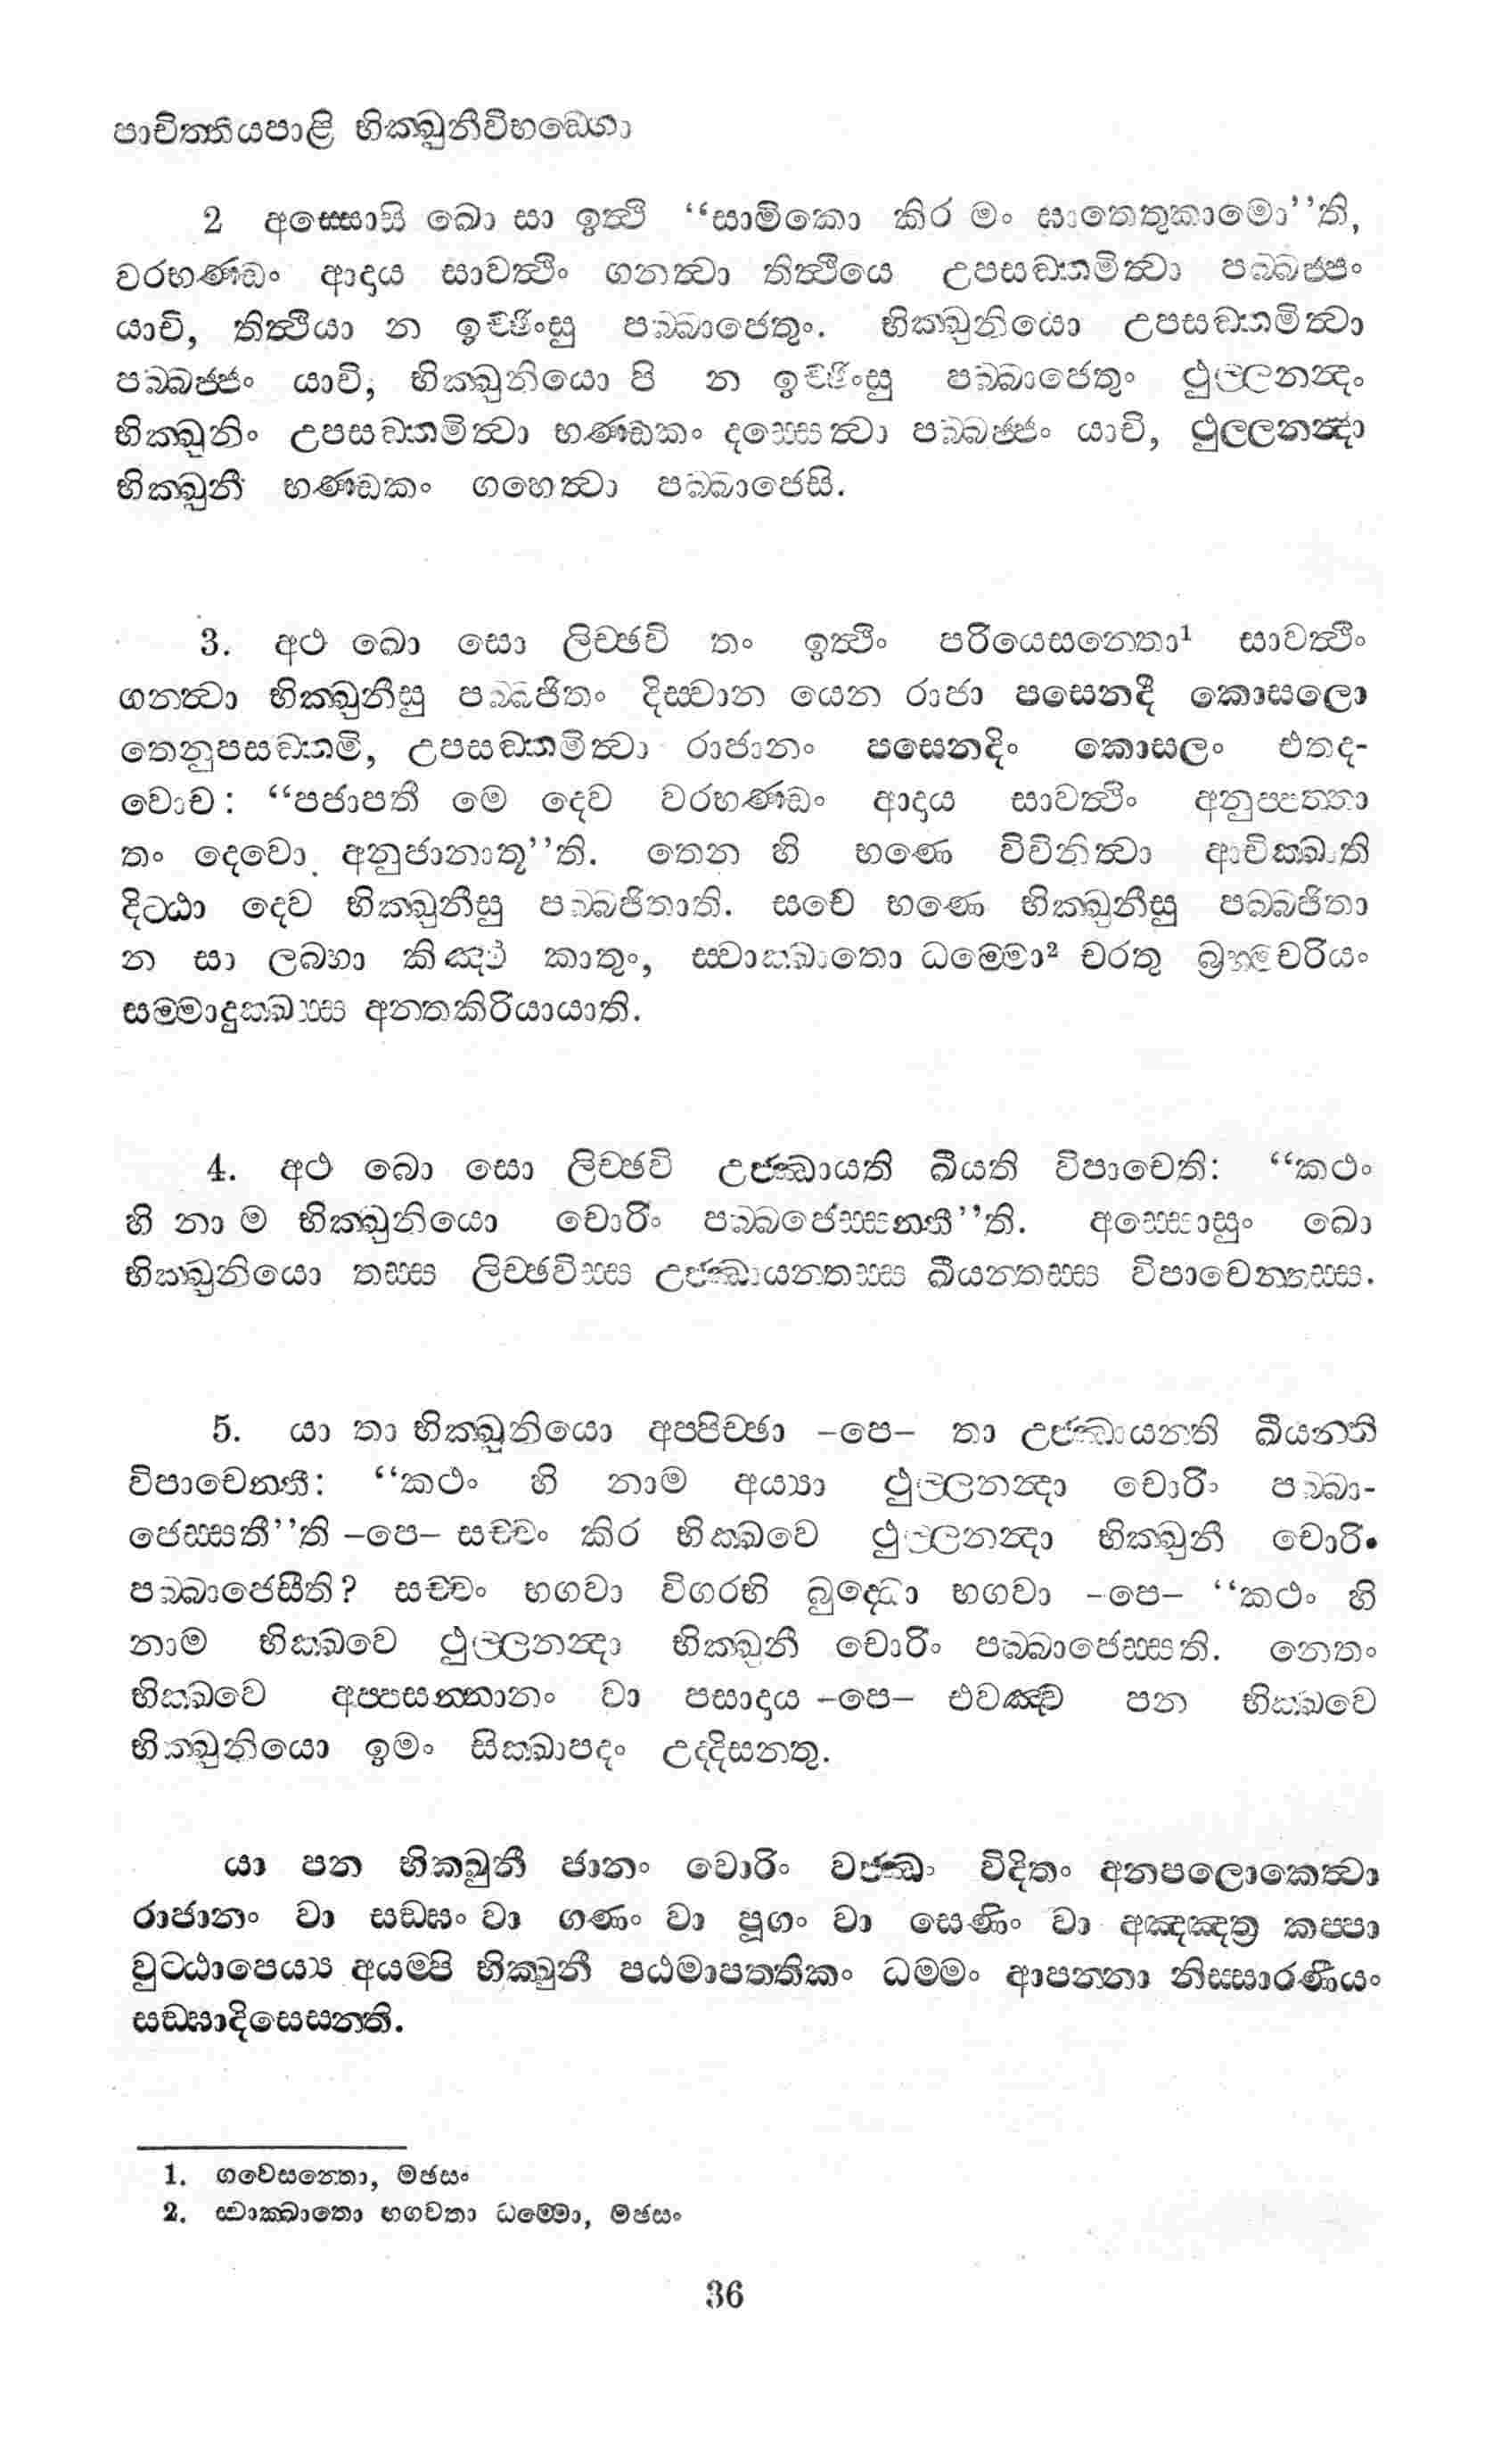 පාචිත්තියපාළි භික්ඛුනීවිභඞ්ගො
2 අස්සොසි ඛො සා ඉත්ථි “සාමිකො කිර මං ඝාතෙතුකාමො”ති,
වරභණ්ඩං ආදාය සාවත්ථිං ගන්ත්වා තිත්ථියෙ උපසඞ්කමිත්වා පබ්බජ්ජං
යාචි, තිත්ථියා න ඉච්ඡිංසු පබ්බාජෙතුං. භික්ඛුනියො උපසඞ්කමිත්වා
පබ්බජ්ජං යාචි, භික්ඛුනියො පි න ඉච්ඡිංසු පබ්බාජෙතුං ථුල්ලනන්දං
භික්ඛුනිං උපසඞ්කමිත්වා භණ්ඩකං දස්සෙත්වා පබ්බජ්ජං යාචි, ථුල්ලනන්දා
භික්ඛුනී භණ්ඩකං ගහෙත්වා පබ්බාජෙසි.
3. අථ ඛො සො ලිච්ඡවි තං ඉත්ථිං පරියෙසන්තො¹ සාවත්ථිං
ගන්ත්වා භික්ඛුනීසු පබ්බජිතං දිස්වාන යෙන රාජා පසෙනදි කොසලො
තෙනුපසඞ්කමි, උපසඞ්කමිත්වා රාජානං පසෙනදිං කොසලං එතද-
වොච: “පජාපතී මෙ දෙව වරභණ්ඩං ආදාය සාවත්ථිං අනුප්පත්තා
තං දෙවො අනුජානාතූ”ති. තෙන හි භණෙ විචිනිත්වා ආචික්ඛාති
දිට්ඨා දෙව භික්ඛුනීසු පබ්බජිතාති. සචේ භණෙ භික්ඛුනීසු පබ්බජිතා
න සා ලබ්භා කිඤ්චි කාතුං, ස්වාක්ඛාතො ධම්මො² චරතු බ්‍රහ්මචරියං
සම්මාදුක්ඛස්ස අන්තකිරියායාති.
4. අථ ඛො සො ලිච්ඡවි උජ්ඣායති ඛීයති විපාචෙති: “කථං
හි නා ම භික්ඛුනියො චොරිං පබ්බජෙස්සන්තී”ති. අස්සොසුං ඛො
භික්ඛුනියො තස්ස ලිච්ඡවිස්ස උජ්ඣායන්තස්ස ඛීයන්තස්ස විපාචෙන්තස්ස.
5. යා තා භික්ඛුනියො අප්පිච්ඡා –පෙ– තා උජ්ඣායන්ති ඛීයන්ති
විපාචෙන්තී: “කථං හි නාම අය්‍යා ථුල්ලනන්දා චොරිං පබ්බා-
ජෙස්සතී”ති –පෙ– සච්චං කිර භික්ඛවෙ ථුල්ලනන්දා භික්ඛුනී චොරිං
පබ්බාජෙසීති? සච්චං භගවා විගරහි බුද්ධො භගවා –පෙ– “කථං හි
නාම භික්ඛවෙ ථුල්ලනන්දා භික්ඛුනී චොරිං පබ්බාජෙස්සති. නෙතං
භික්ඛවෙ අප්පසන්නානං වා පසාදාය –පෙ– එවඤ්ච පන භික්ඛවෙ
භික්ඛුනියො ඉමං සික්ඛාපදං උද්දිසන්තු.
යා පන භික්ඛුනී ජානං චොරිං වජ්ඣං විදිතං අනපලොකෙත්වා
රාජානං වා සඞ්ඝං වා ගණං වා පූගං වා සෙණිං වා අඤ්ඤත්‍ර කප්පා
වුට්ඨාපෙය්‍ය අයම්පි භික්ඛුනී පඨමාපත්තිකං ධම්මං ආපන්නා නිස්සාරණීයං
සඞ්ඝාදිසෙසන්ති.
1. ගවෙසන්තො, මඡසං
2. ස්වාක්ඛාතො භගවතා ධම්මො, මඡසං
36